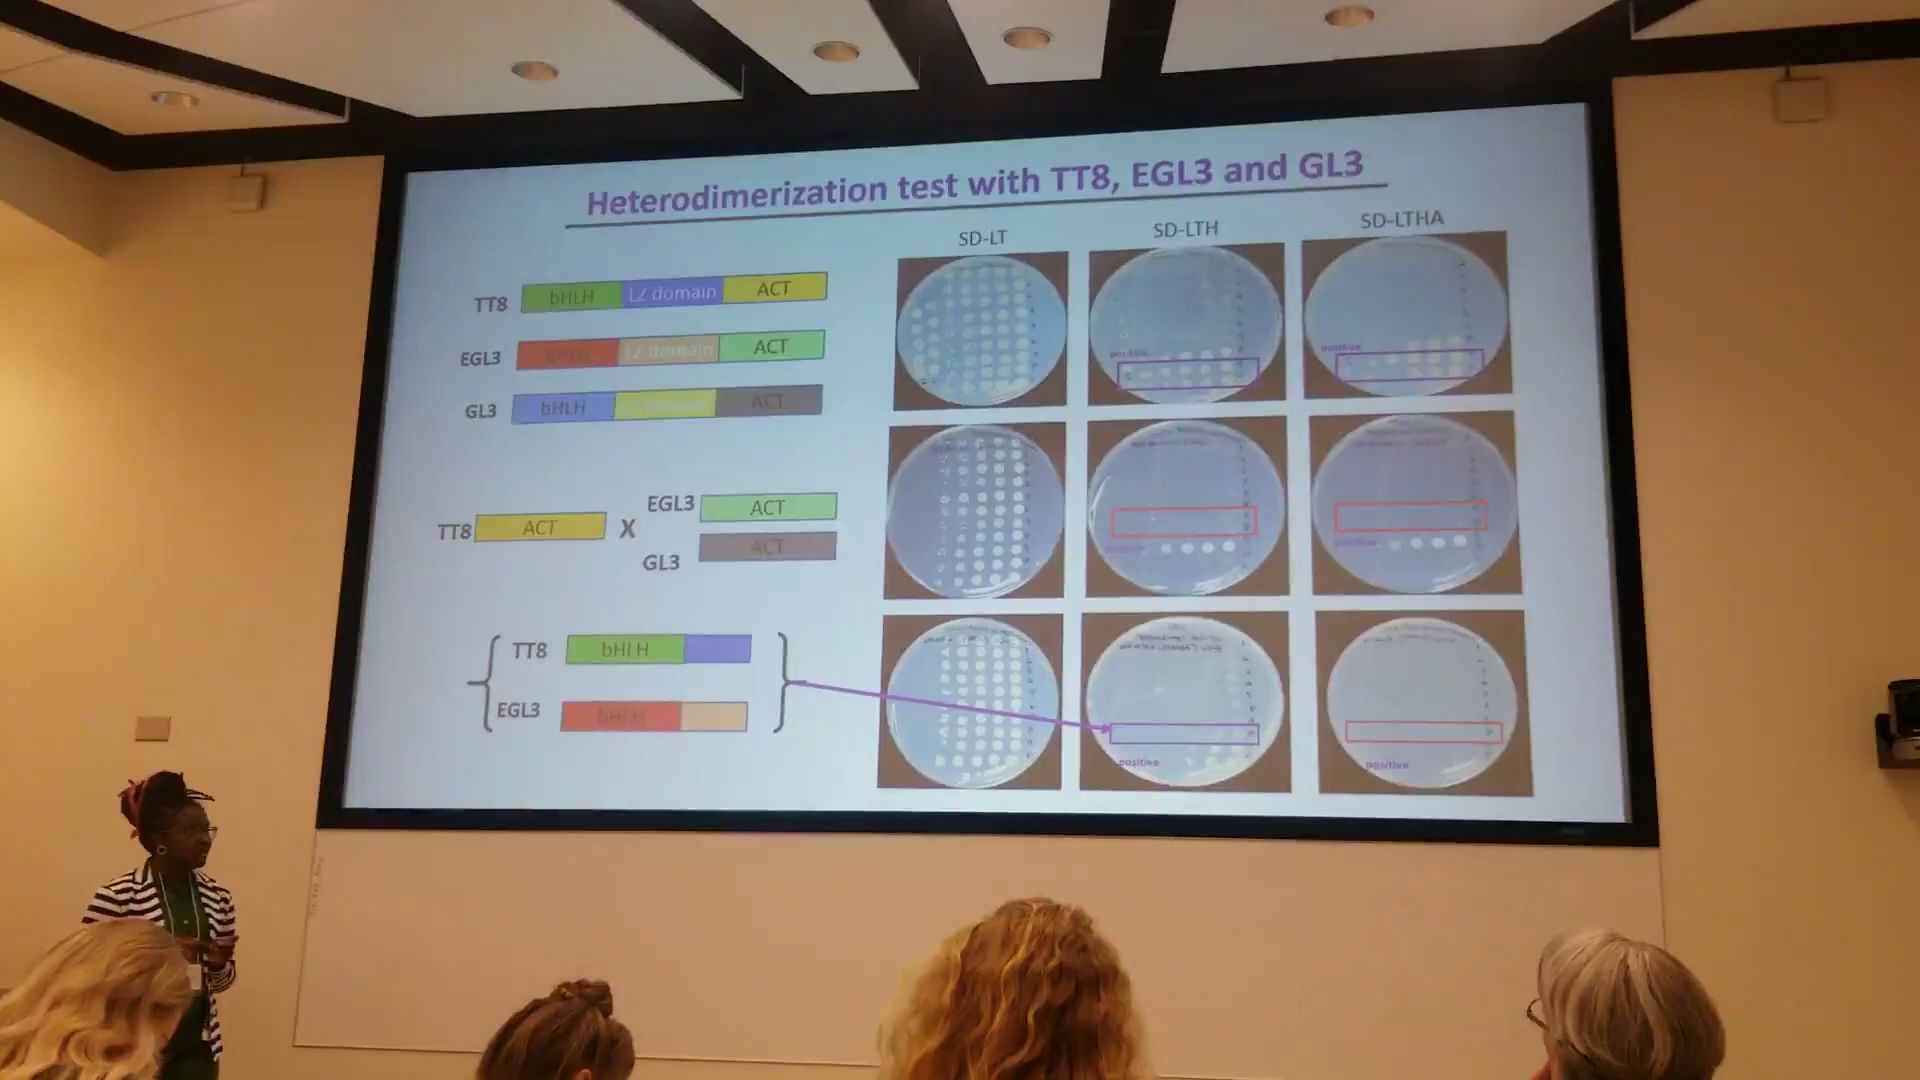 Heterodimerization test with TT8, EGL3 and GL3
SD-LT
SD-LTH
SD-LTHA
TT8
bHLH
LZ domain
ACT
EGL3
bHLH
LZ domain
ACT
GL3
bHLH
ACT
positive
positive
TT8
ACT
X
EGL3
ACT
GL3
ACT
positive
positive
TT8
bHLH
EGL3
bHLH
positive
positive